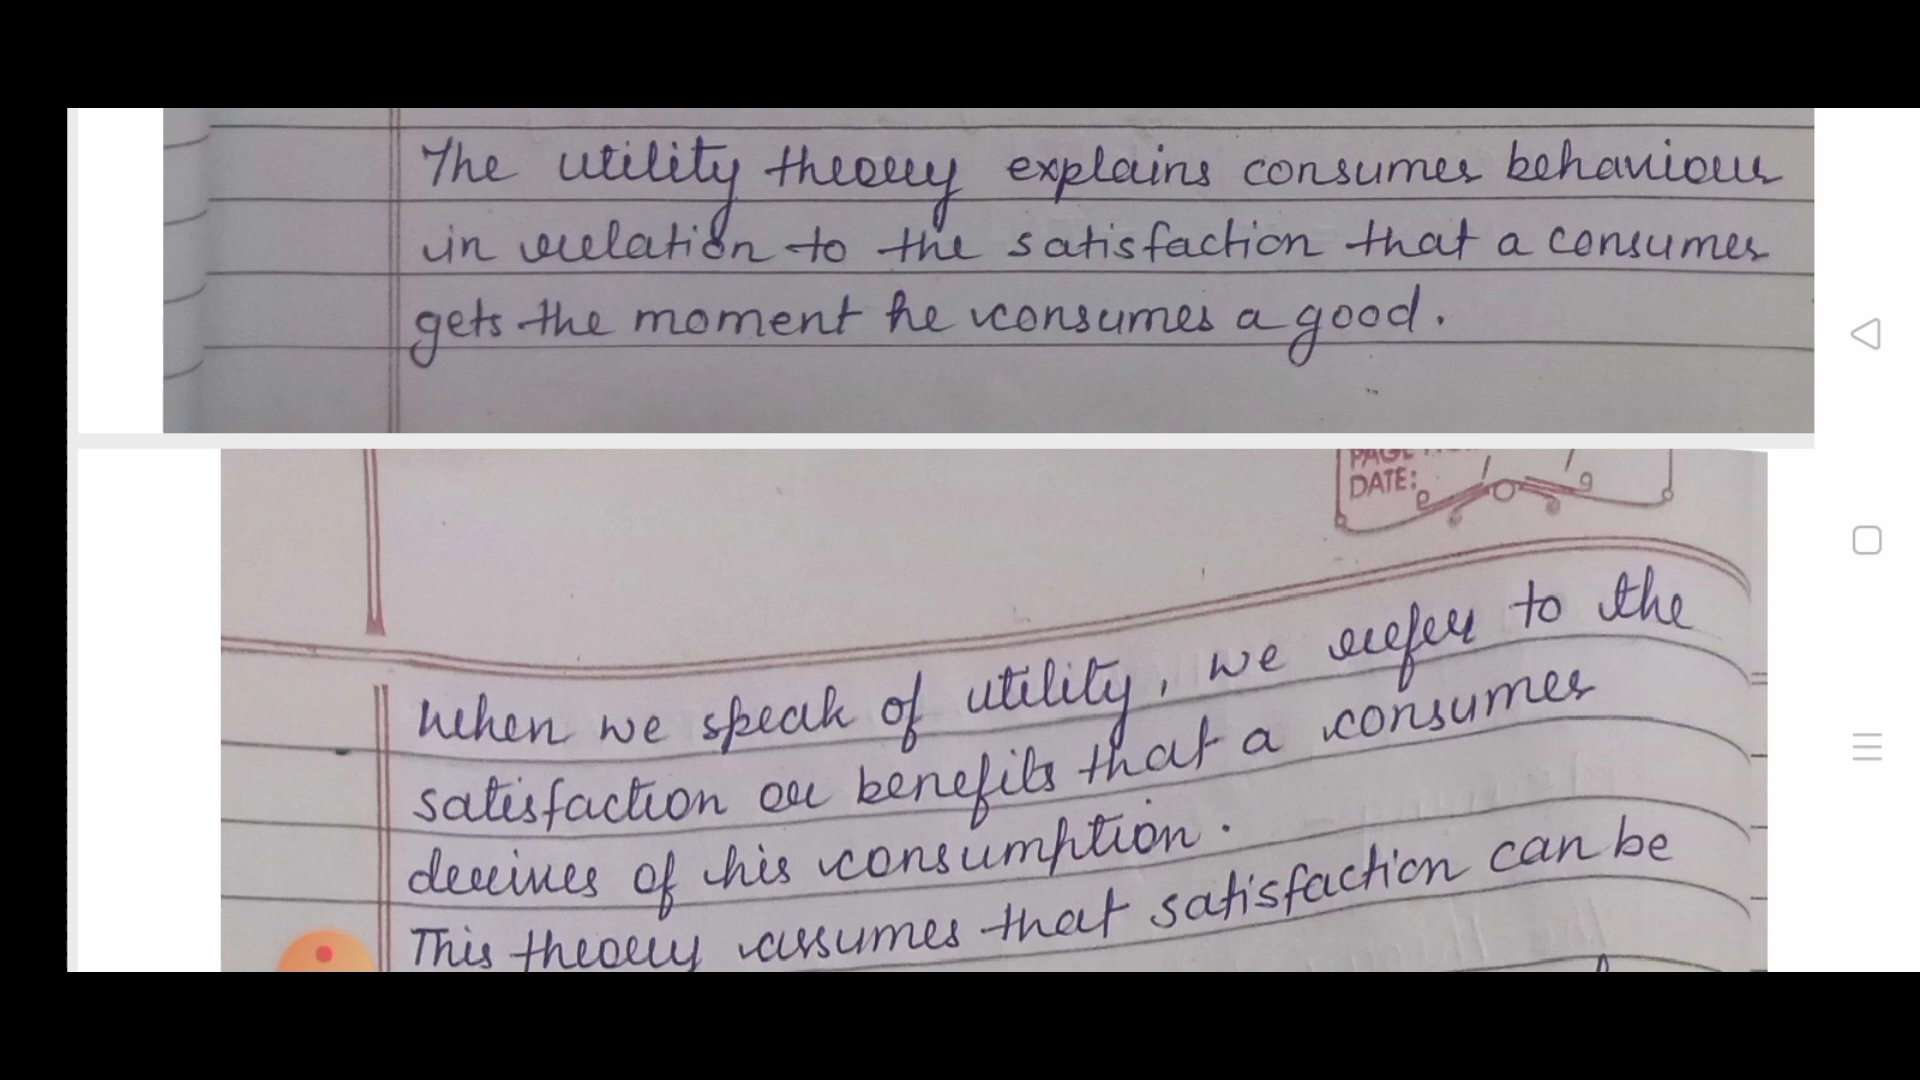 The utility theory explains consumer behaviour
in relation to the satisfaction that a consumer
gets the moment he consumes a good.
DATE:
When we speak of utility, we refer to the
satisfaction or benefits that a consumer
derives of his consumption.
This theory assumes that satisfaction can be